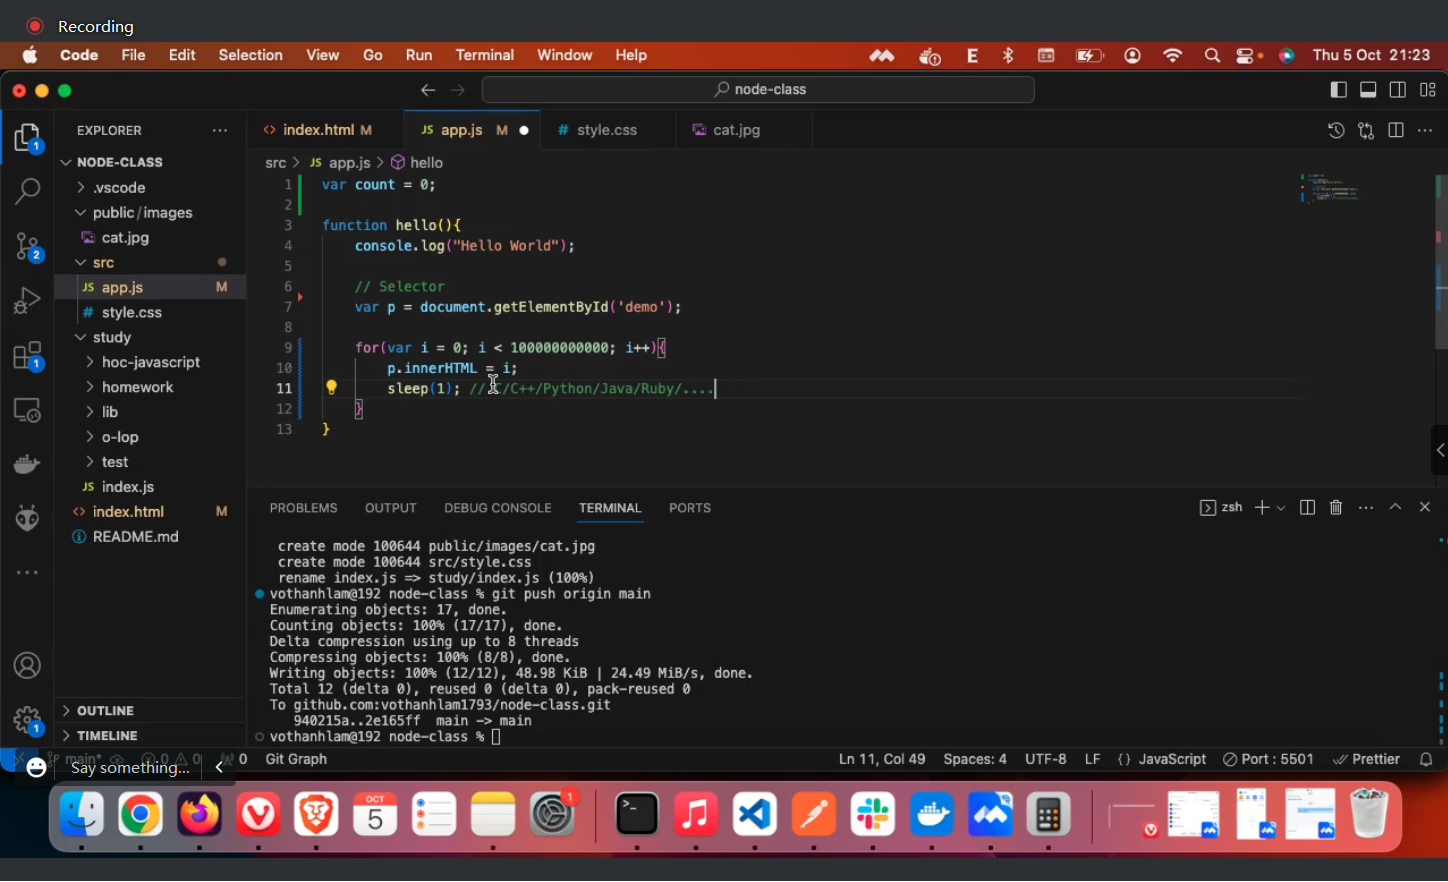 Recording
Code File Edit Selection View Go Run Terminal Window Help
E
Thu 5 Oct 21:23
node-class
EXPLORER
index.html M
JS app.js M
# style.css
cat.jpg
src > JS app.js > hello
NODE-CLASS
.vscode
public/images
cat.jpg
src
JS app.js M
# style.css
study
hoc-javascript
homework
lib
o-lop
test
JS index.js
<> index.html M
README.md
OUTLINE
TIMELINE
1 var count = 0;
2
3 function hello(){
4 console.log("Hello World");
5
6 // Selector
7 var p = document.getElementById('demo');
8
9 for(var i = 0; i < 100000000000; i++){
10 p.innerHTML = i;
11 sleep(1); // C/C++/Python/Java/Ruby/....
12 }
13 }
PROBLEMS OUTPUT DEBUG CONSOLE TERMINAL PORTS
zsh
create mode 100644 public/images/cat.jpg
create mode 100644 src/style.css
rename index.js => study/index.js (100%)
vothanhlam@192 node-class % git push origin main
Enumerating objects: 17, done.
Counting objects: 100% (17/17), done.
Delta compression using up to 8 threads
Compressing objects: 100% (8/8), done.
Writing objects: 100% (12/12), 48.98 KiB | 24.49 MiB/s, done.
Total 12 (delta 0), reused 0 (delta 0), pack-reused 0
To github.com:vothanhlam1793/node-class.git
940215a..2e165ff main -> main
vothanhlam@192 node-class %
main* 0 0 0 Git Graph
Ln 11, Col 49 Spaces: 4 UTF-8 LF {} JavaScript Port : 5501 Prettier
Say something...
1
2
1
1
OCT
5
1